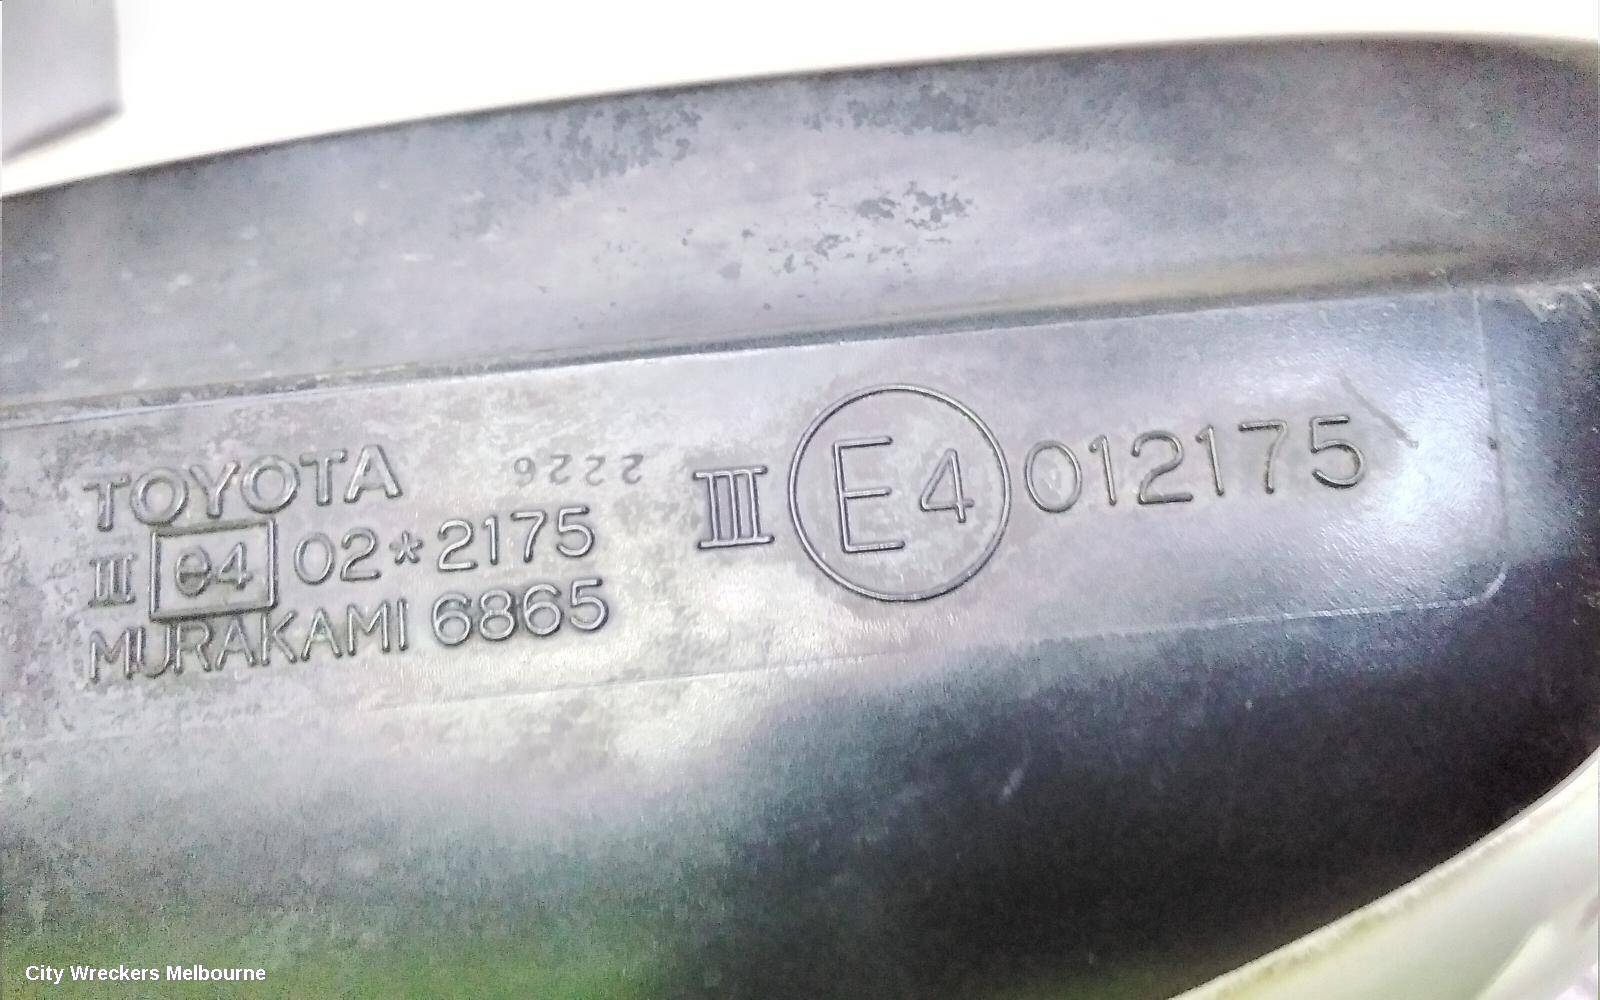 TOYOTA
2226
III e4 02*2175
MURAKAMI 6865
III E4 012175
City Wreckers Melbourne